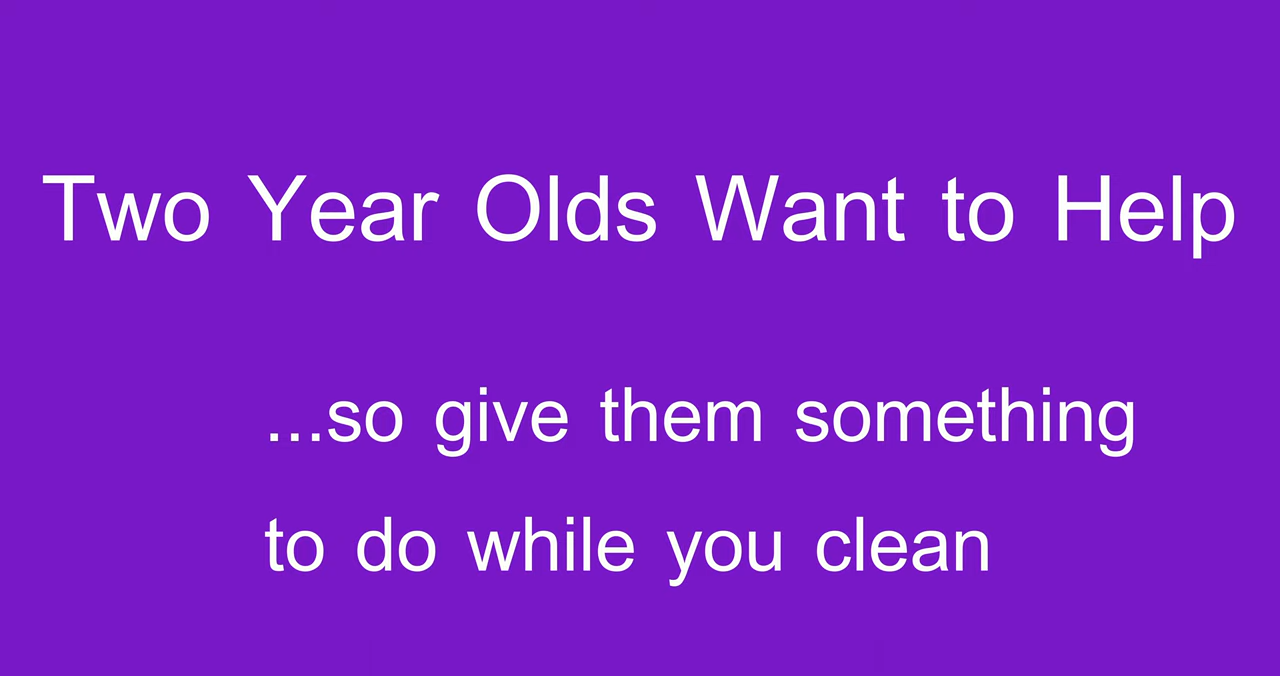 Two Year Olds Want to Help
...so give them something
to do while you clean